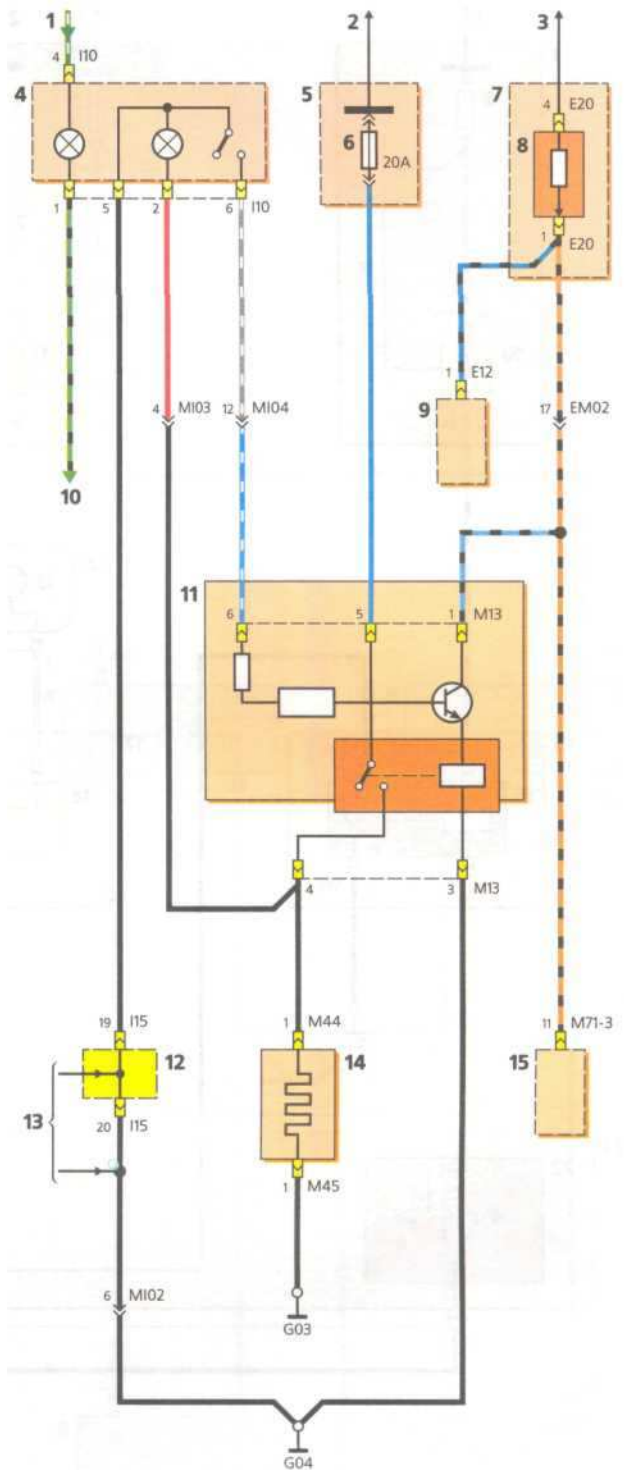 1 2 3
4 I10
4 5 7 4 E20
6 8
20A
1 5 2 6 I10 1 E20
1 E12
4 MI03 12 MI04 9 17 EM02
10
11
6 5 1 M13
4 3 M13
19 I15 1 M44 11 M71-3
12 14 15
13
20 I15
1 M45
6 MI02
G03
G04